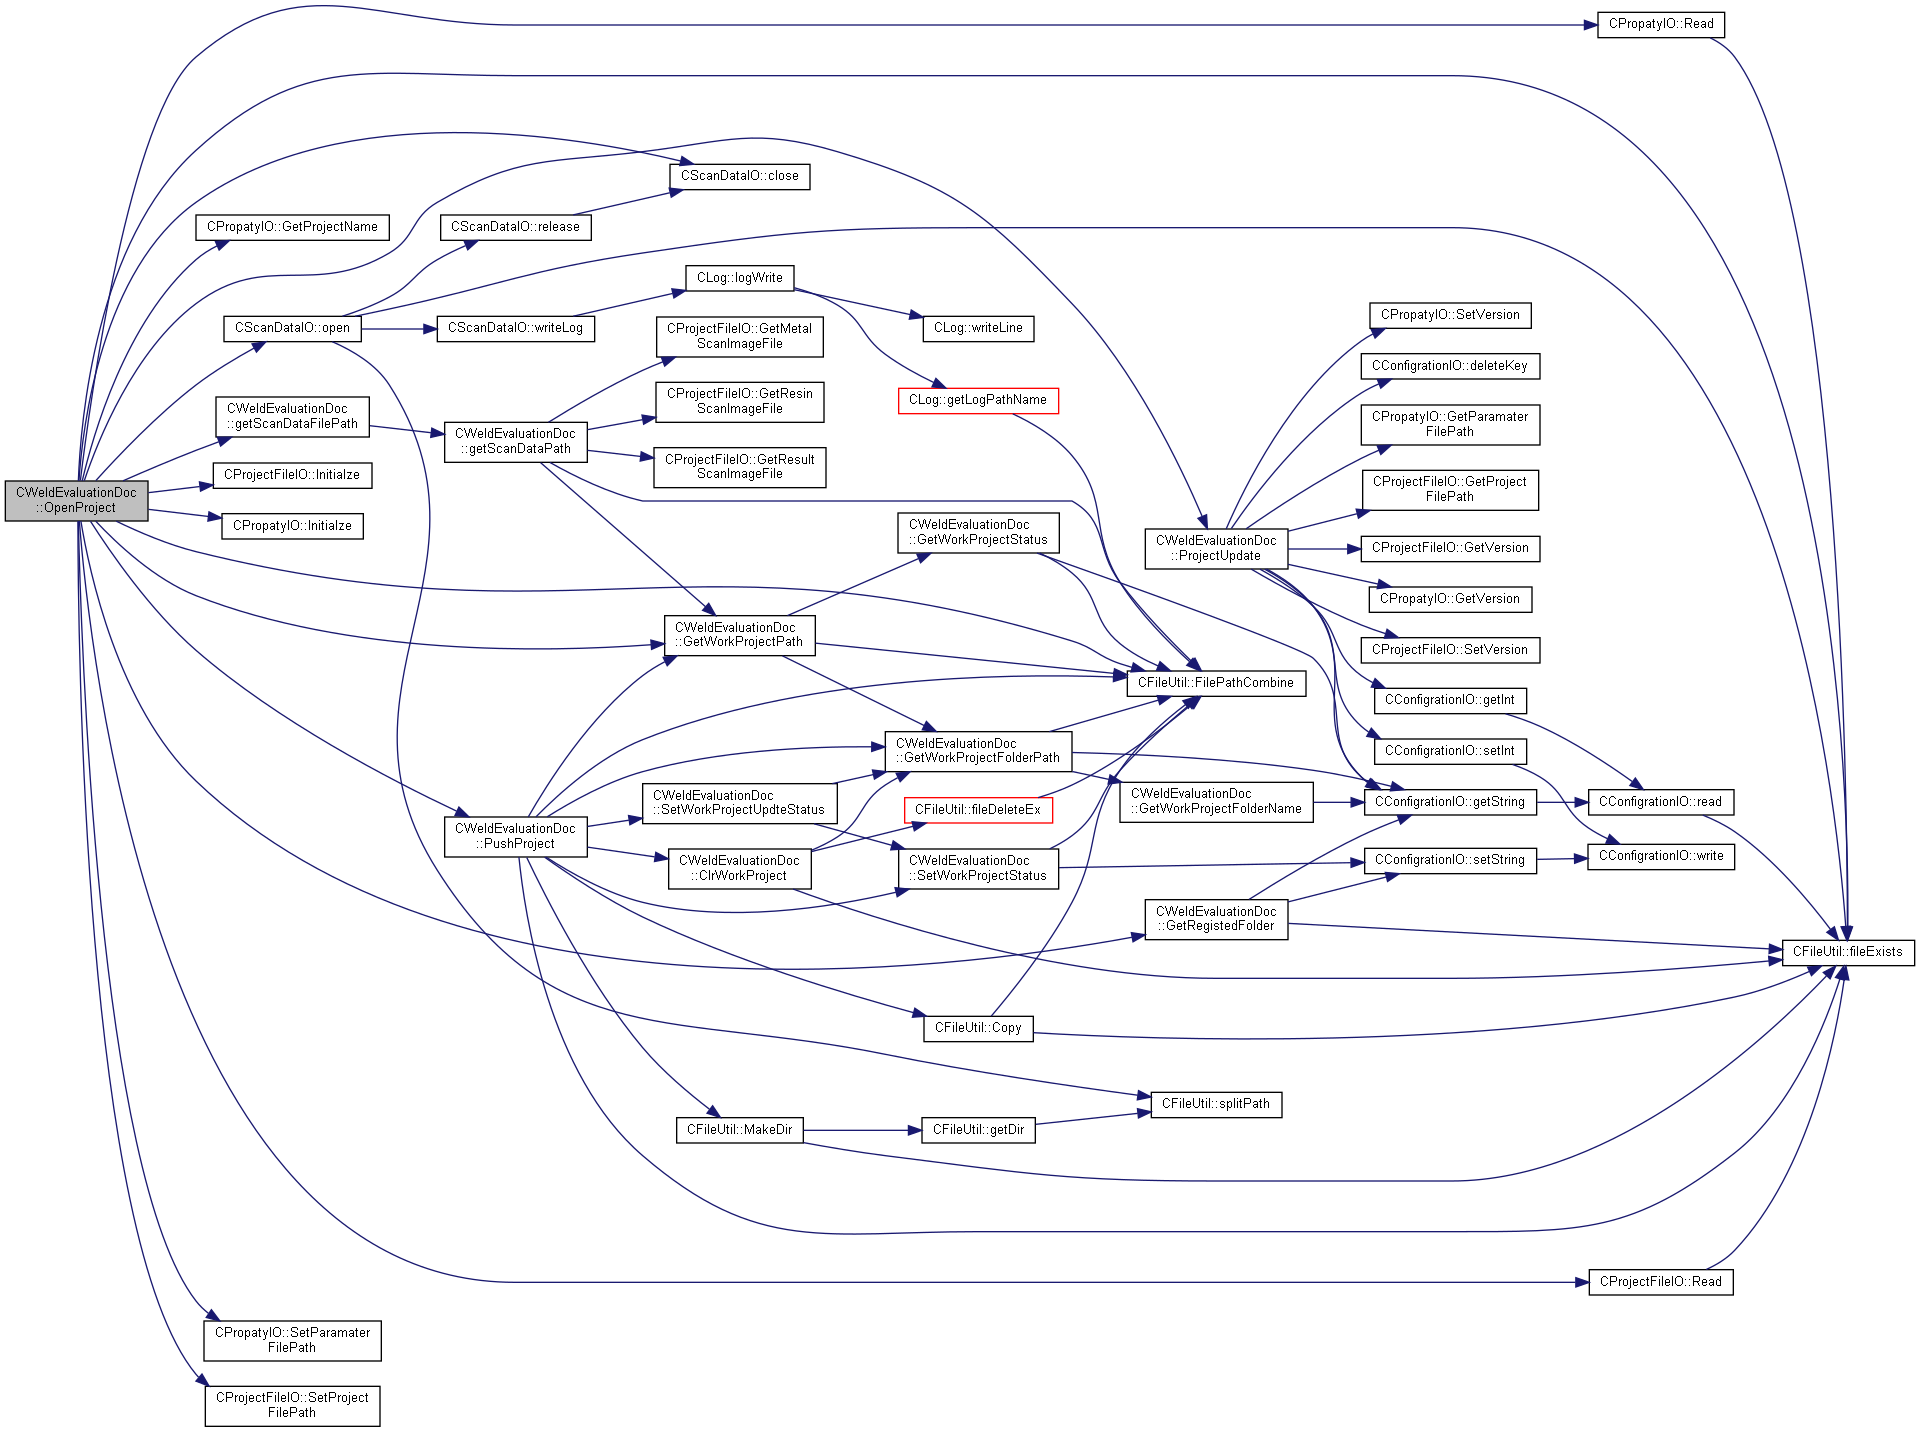 CPropatyIO::Read
CScanDataIO::close
CPropatyIO::GetProjectName
CScanDataIO::release
CLog::logWrite
CScanDataIO::open
CScanDataIO::writeLog
CLog::writeLine
CPropatyIO::SetVersion
CProjectFileIO::GetMetal
ScanImageFile
CConfigrationIO::deleteKey
CProjectFileIO::GetResin
ScanImageFile
CLog::getLogPathName
CWeldEvaluationDoc
::getScanDataFilePath
CPropatyIO::GetParamater
FilePath
CWeldEvaluationDoc
::getScanDataPath
CProjectFileIO::GetResult
ScanImageFile
CProjectFileIO::Initialze
CProjectFileIO::GetProject
FilePath
CWeldEvaluationDoc
::OpenProject
CPropatyIO::Initialze
CWeldEvaluationDoc
::GetWorkProjectStatus
CWeldEvaluationDoc
::ProjectUpdate
CProjectFileIO::GetVersion
CPropatyIO::GetVersion
CWeldEvaluationDoc
::GetWorkProjectPath
CProjectFileIO::SetVersion
CFileUtil::FilePathCombine
CConfigrationIO::getInt
CWeldEvaluationDoc
::GetWorkProjectFolderPath
CConfigrationIO::setInt
CWeldEvaluationDoc
::SetWorkProjectUpdteStatus
CFileUtil::fileDeleteEx
CWeldEvaluationDoc
::GetWorkProjectFolderName
CConfigrationIO::getString
CConfigrationIO::read
CWeldEvaluationDoc
::PushProject
CWeldEvaluationDoc
::ClrWorkProject
CWeldEvaluationDoc
::SetWorkProjectStatus
CConfigrationIO::setString
CConfigrationIO::write
CWeldEvaluationDoc
::GetRegistedFolder
CFileUtil::fileExists
CFileUtil::Copy
CFileUtil::splitPath
CFileUtil::MakeDir
CFileUtil::getDir
CProjectFileIO::Read
CPropatyIO::SetParamater
FilePath
CProjectFileIO::SetProject
FilePath